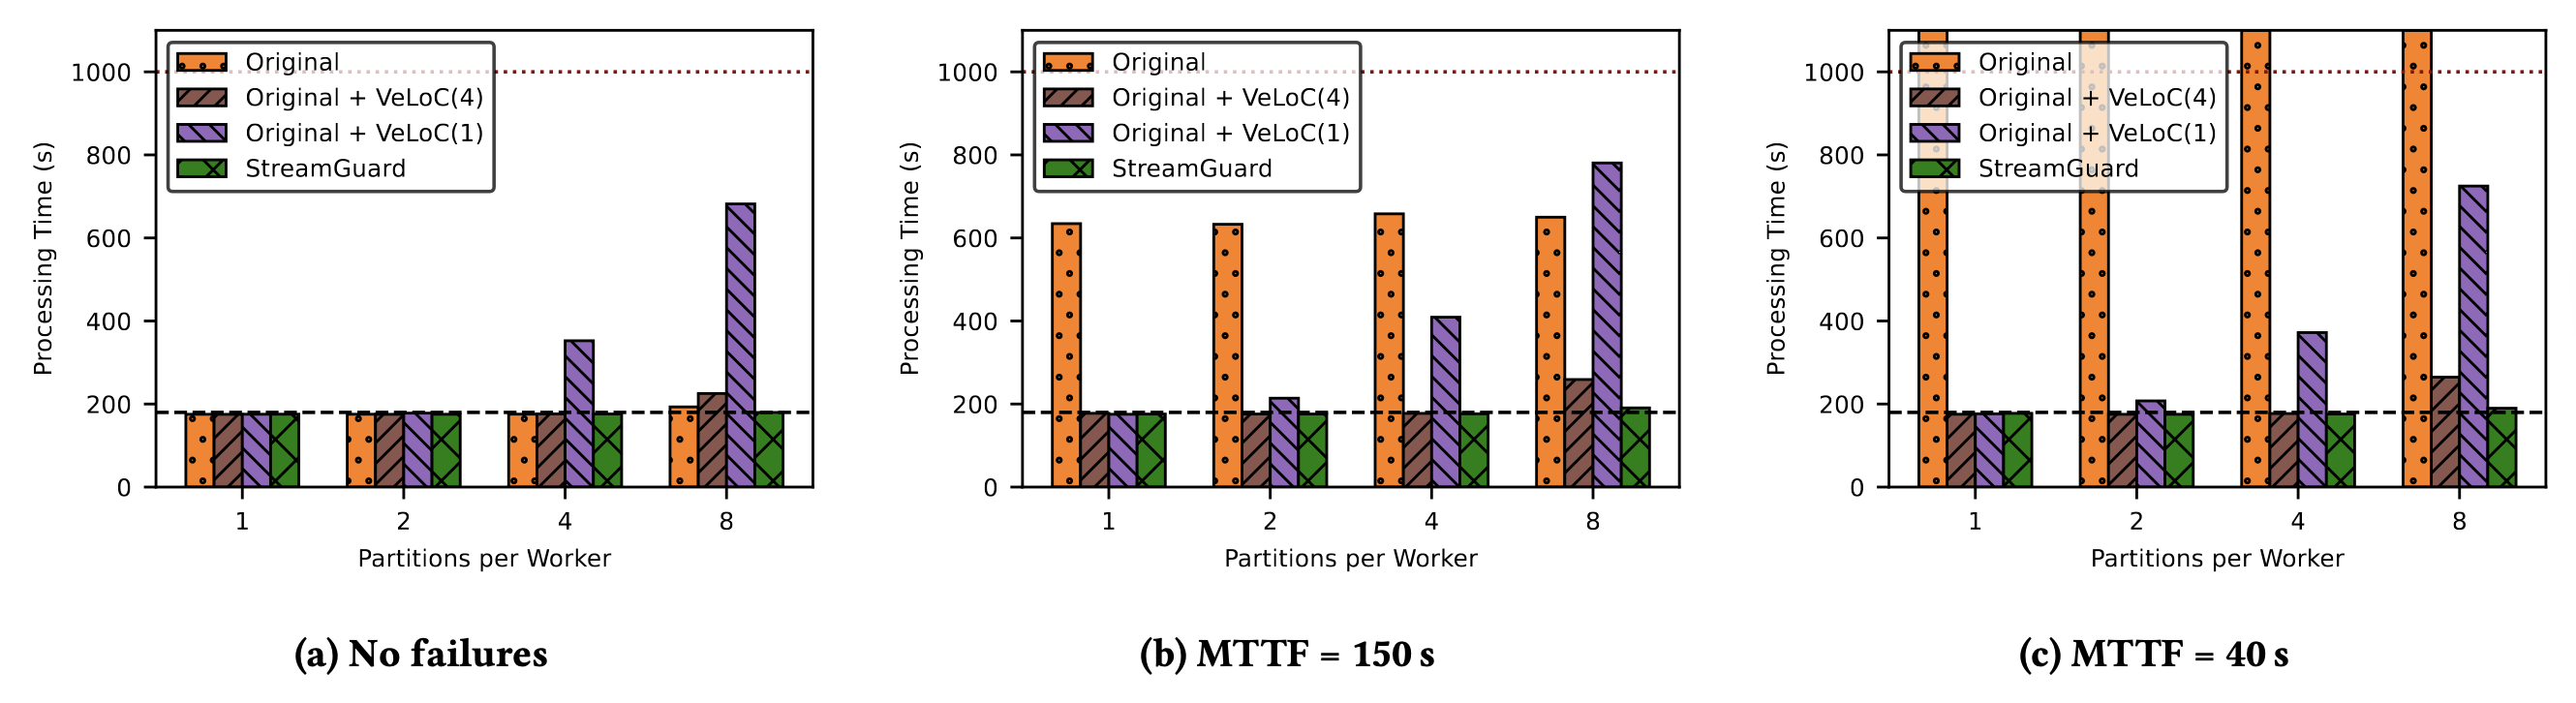 Processing Time (s)
1000
800
600
400
200
0
Original
Original + VeLoC(4)
Original + VeLoC(1)
StreamGuard
1 2 4 8
Partitions per Worker
(a) No failures
Processing Time (s)
1000
800
600
400
200
0
Original
Original + VeLoC(4)
Original + VeLoC(1)
StreamGuard
1 2 4 8
Partitions per Worker
(b) MTTF = 150 s
Processing Time (s)
1000
800
600
400
200
0
Original
Original + VeLoC(4)
Original + VeLoC(1)
StreamGuard
1 2 4 8
Partitions per Worker
(c) MTTF = 40 s